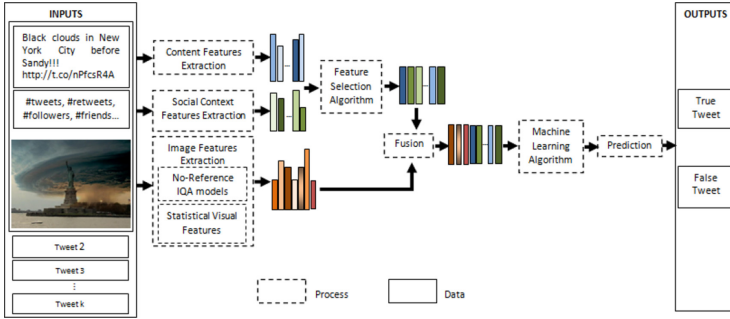 INPUTS
Black clouds in New
York City before
Sandy!!!
http://t.co/nPfcsR4A
#tweets, #retweets,
#followers, #friends...
Tweet 2
Tweet 3
⋮
Tweet k
Content Features
Extraction
Social Context
Features Extraction
Image Features
Extraction
No-Reference
IQA models
Statistical Visual
Features
...
...
Feature
Selection
Algorithm
...
Fusion
...
Machine
Learning
Algorithm
Prediction
OUTPUTS
True
Tweet
False
Tweet
Process
Data